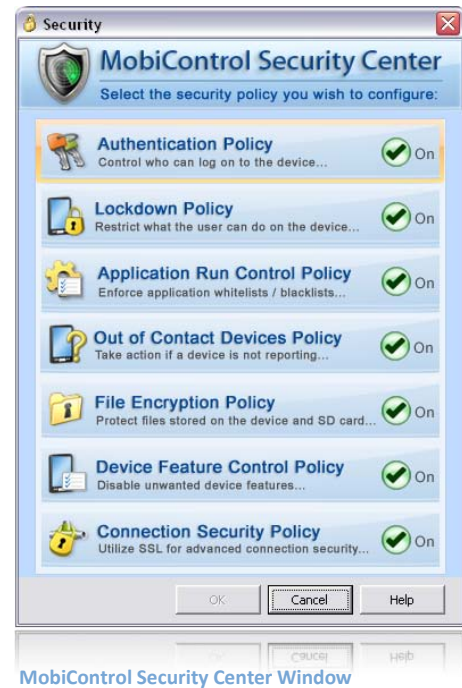 Security
MobiControl Security Center
Select the security policy you wish to configure:
Authentication Policy
Control who can log on to the device...
On
Lockdown Policy
Restrict what the user can do on the device...
On
Application Run Control Policy
Enforce application whitelists / blacklists...
On
Out of Contact Devices Policy
Take action if a device is not reporting...
On
File Encryption Policy
Protect files stored on the device and SD card...
On
Device Feature Control Policy
Disable unwanted device features...
On
Connection Security Policy
Utilize SSL for advanced connection security...
On
OK Cancel Help
MobiControl Security Center Window